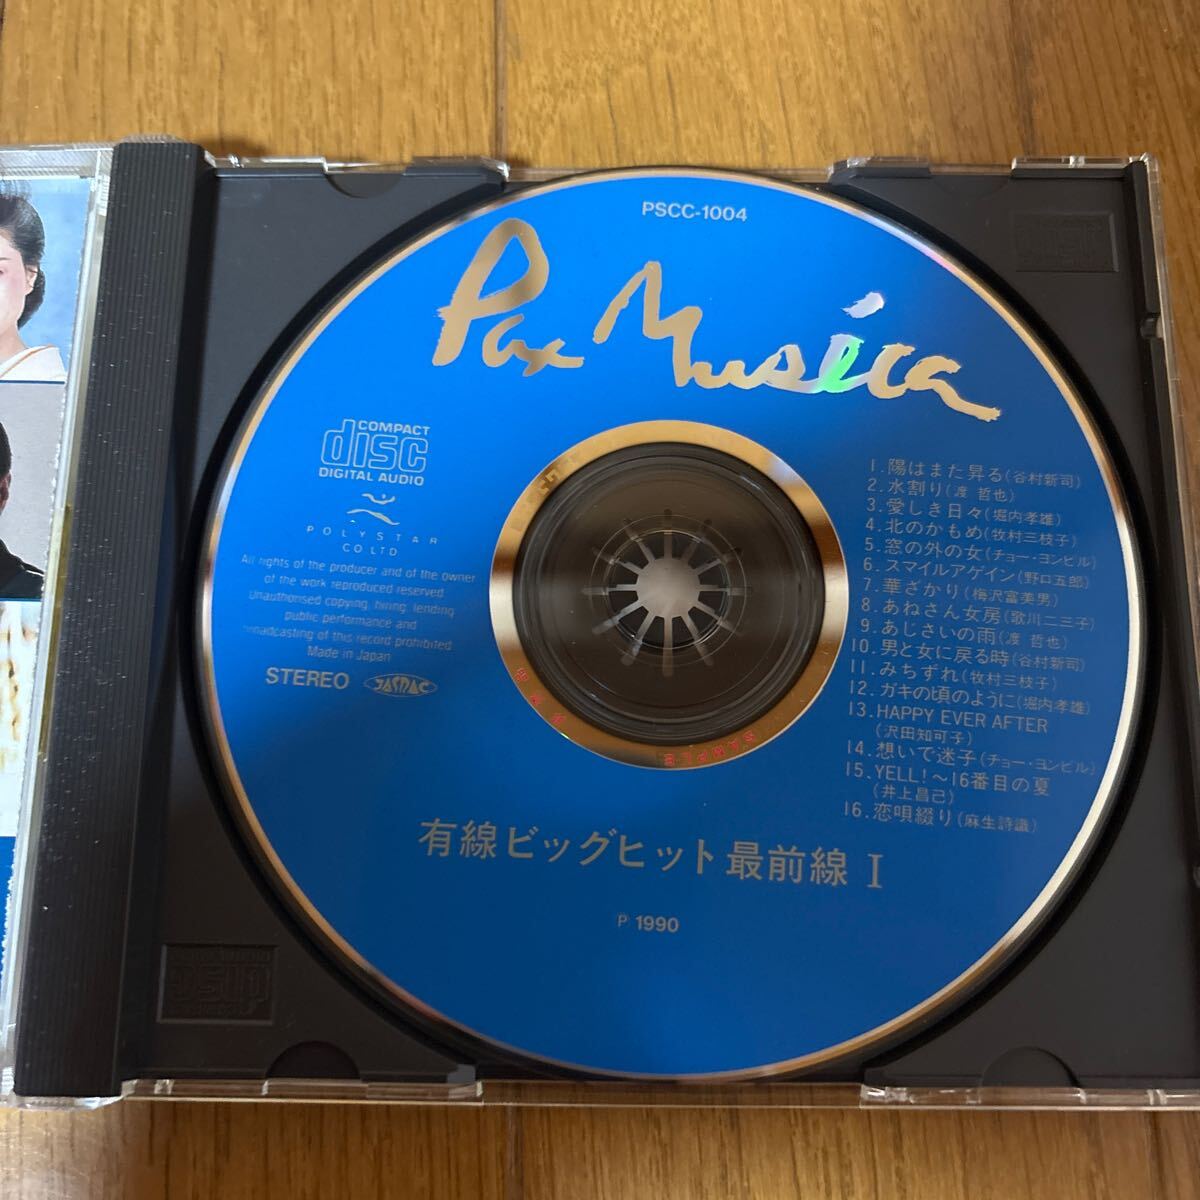 PSCC-1004
Pax Musica
COMPACT
disc
DIGITAL AUDIO
POLYSTAR
CO.LTD
All rights of the producer and of the owner
of the work reproduced reserved.
Unauthorised copying, hiring, lending,
public performance and
broadcasting of this record prohibited.
Made in Japan
STEREO
JASRAC
1.陽はまた昇る(谷村新司)
2.水割り(渡 哲也)
3.愛しき日々(堀内孝雄)
4.北のかもめ(牧村三枝子)
5.窓の外の女(チョー・ヨンピル)
6.スマイルアゲイン(野口五郎)
7.華ざかり(梅沢富美男)
8.あねさん女房(歌川二三子)
9.あじさいの雨(渡 哲也)
10.男と女に戻る時(谷村新司)
11.みちずれ(牧村三枝子)
12.ガキの頃のように(堀内孝雄)
13.HAPPY EVER AFTER
(沢田知可子)
14.想いで迷子(チョー・ヨンピル)
15.YELL!〜16番目の夏
(井上昌己)
16.恋唄綴り(麻生詩織)
有線ビッグヒット最前線 I
P 1990